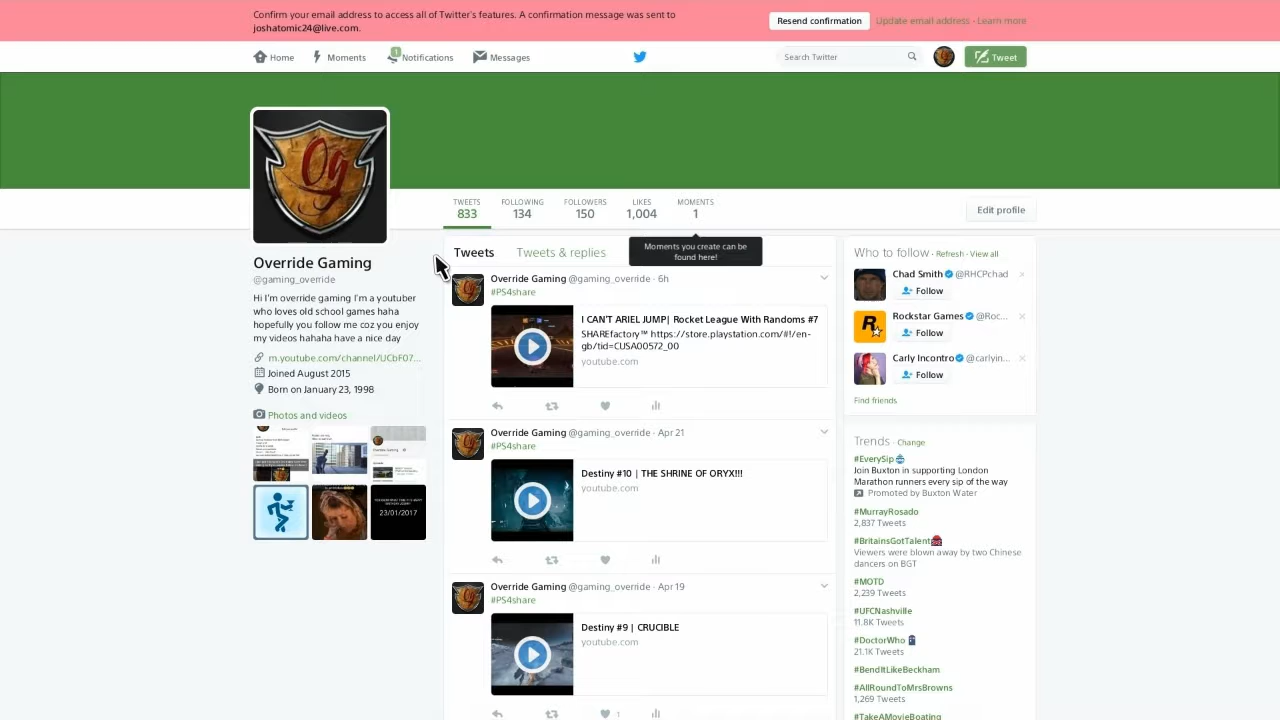 Confirm your email address to access all of Twitter's features. A confirmation message was sent to
joshatomic24@live.com.
Resend confirmation
Update email address · Learn more
Home
Moments
1
Notifications
Messages
Search Twitter
Tweet
Og
TWEETS
833
FOLLOWING
134
FOLLOWERS
150
LIKES
1,004
MOMENTS
1
Edit profile
Moments you create can be
found here!
Override Gaming
@gaming_override
Hi I'm override gaming I'm a youtuber
who loves old school games haha
hopefully you follow me coz you enjoy
my videos hahaha have a nice day
m.youtube.com/channel/UCbF07...
Joined August 2015
Born on January 23, 1998
Photos and videos
23/01/2017
Tweets
Tweets & replies
Override Gaming @gaming_override · 6h
#PS4share
I CAN'T ARIEL JUMP| Rocket League With Randoms #7
SHAREfactory™ https://store.playstation.com/#!/en-
gb/tid=CUSA00572_00
youtube.com
Override Gaming @gaming_override · Apr 21
#PS4share
Destiny #10 | THE SHRINE OF ORYX!!!
youtube.com
Override Gaming @gaming_override · Apr 19
#PS4share
Destiny #9 | CRUCIBLE
youtube.com
1
Who to follow · Refresh · View all
Chad Smith @RHCPchad
Follow
Rockstar Games @Roc...
Follow
Carly Incontro @carlyin...
Follow
Find friends
Trends · Change
#EverySip
Join Buxton in supporting London
Marathon runners every sip of the way
Promoted by Buxton Water
#MurrayRosado
2,837 Tweets
#BritainsGotTalent
Viewers were blown away by two Chinese
dancers on BGT
#MOTD
2,239 Tweets
#UFCNashville
11.8K Tweets
#DoctorWho
21.1K Tweets
#BendItLikeBeckham
#AllRoundToMrsBrowns
1,269 Tweets
#TakeAMovieBoating